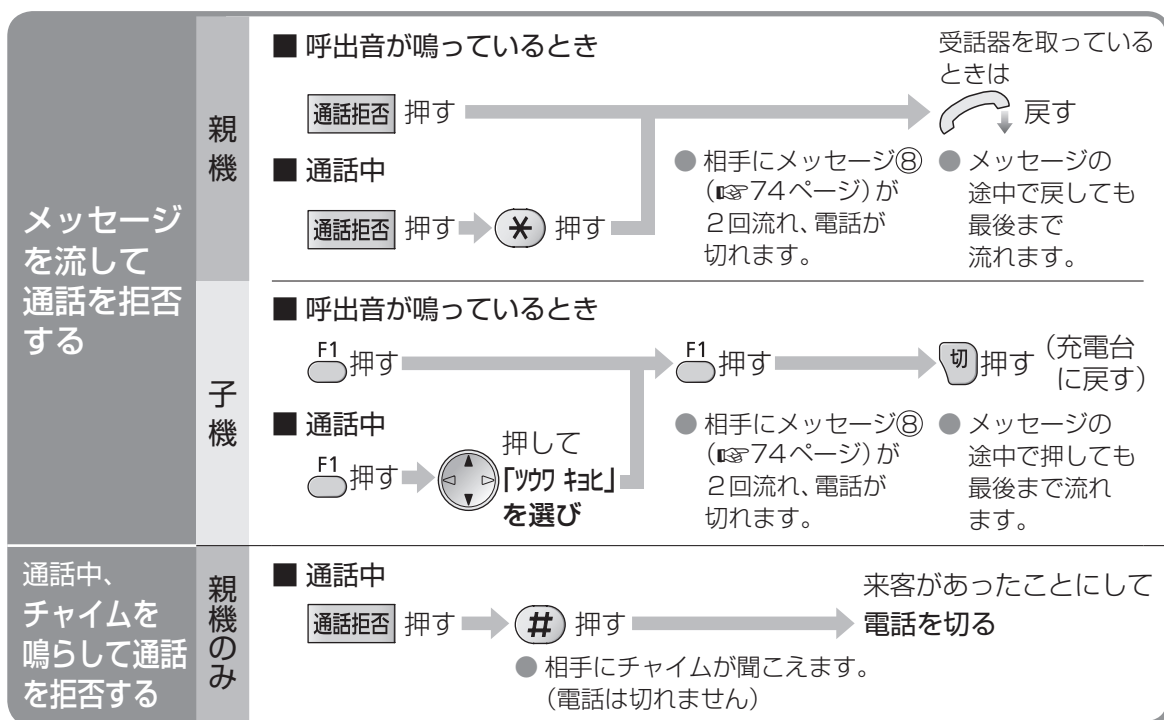 メッセージ
を流して
通話を拒否
する
親機
■ 呼出音が鳴っているとき
通話拒否 押す
■ 通話中
通話拒否 押す ＊ 押す
● 相手にメッセージ⑧
（☞74ページ）が
２回流れ、電話が
切れます。
受話器を取っている
ときは
戻す
● メッセージの
途中で戻しても
最後まで
流れます。
子機
■ 呼出音が鳴っているとき
F1 押す
■ 通話中
F1 押す 押して
「ツウワ キョヒ」
を選び
F1 押す
● 相手にメッセージ⑧
（☞74ページ）が
２回流れ、電話が
切れます。
切 押す（充電台
に戻す）
● メッセージの
途中で押しても
最後まで流れ
ます。
通話中、
チャイムを
鳴らして通話
を拒否する
親機のみ
■ 通話中
通話拒否 押す # 押す
● 相手にチャイムが聞こえます。
（電話は切れません）
来客があったことにして
電話を切る